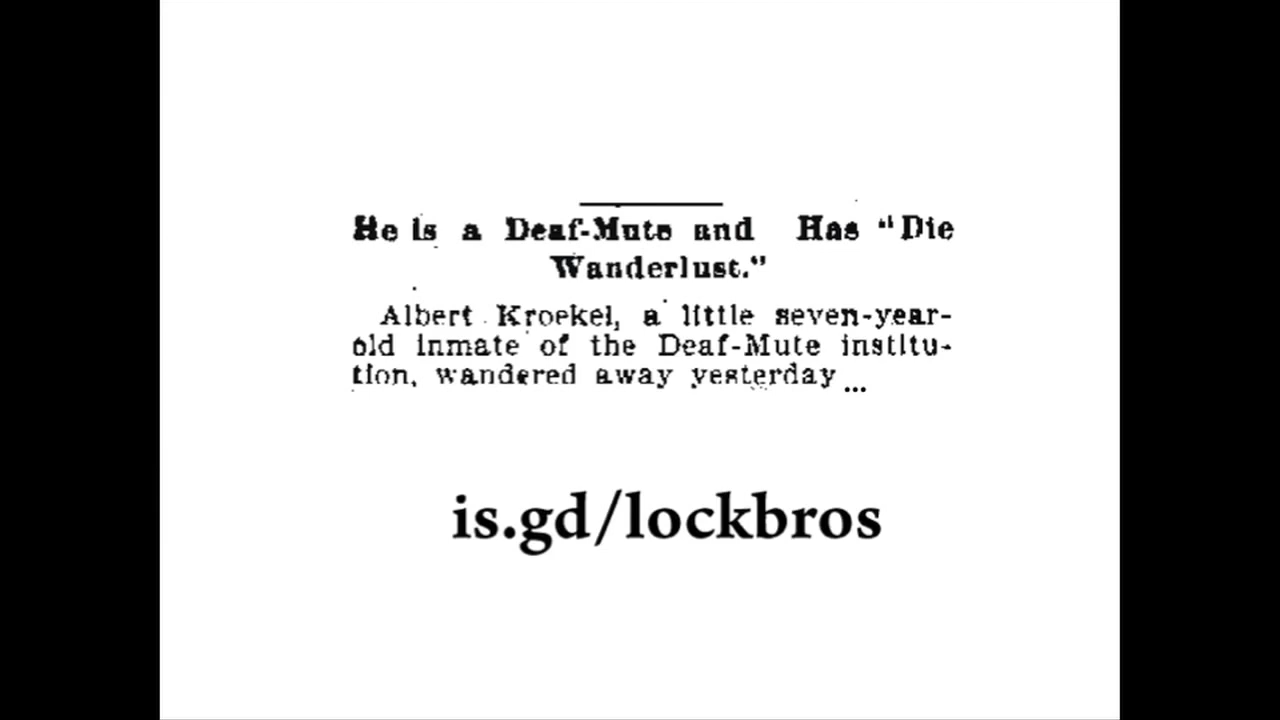 He is a Deaf-Mute and Has "Die
Wanderlust."
Albert Kroekel, a little seven-year-
old inmate of the Deaf-Mute institu-
tion, wandered away yesterday ...
is.gd/lockbros